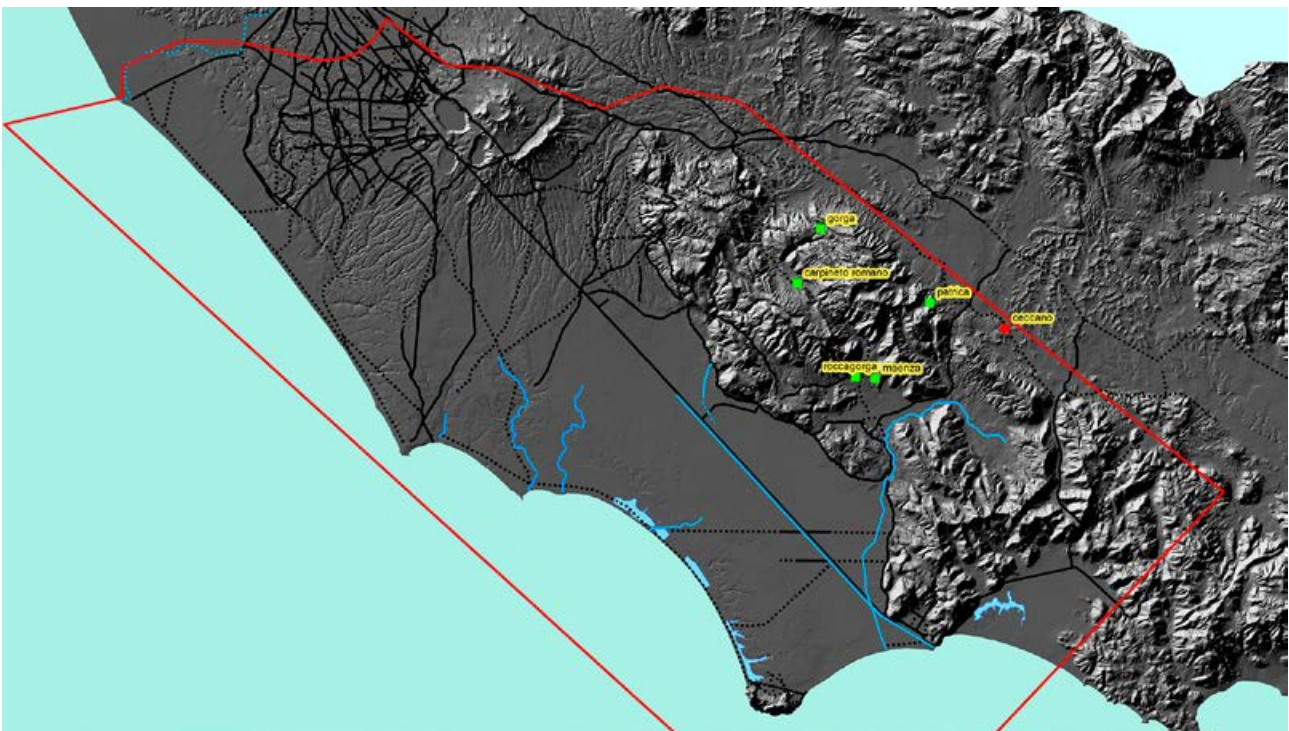 gorga
carpineto romano
patrica
ceccano
roccagorga
maenza